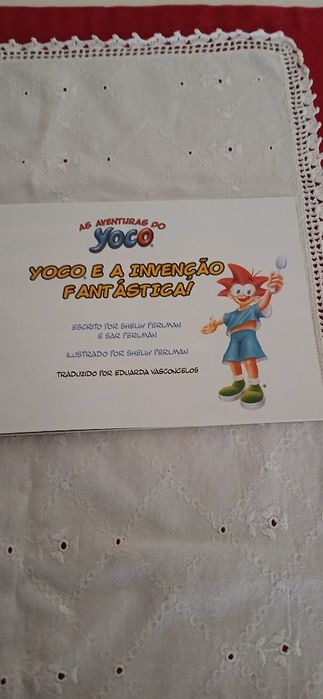 AS AVENTURAS DO
YOCO
YOCO E A INVENÇÃO
FANTÁSTICA!
ESCRITO POR SHELLY PERLMAN
E SAR PERLMAN
ILUSTRADO POR SHELLY PERLMAN
TRADUZIDO POR EDUARDA VASCONCELOS